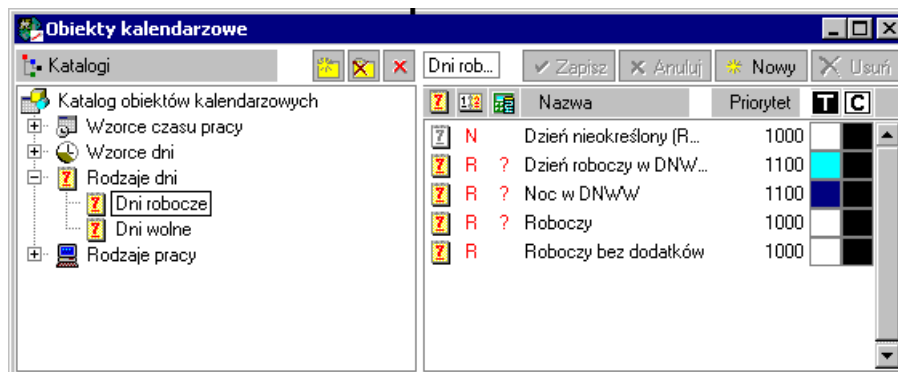 Obiekty kalendarzowe
Katalogi
Dni rob... Zapisz Anuluj Nowy Usuń
Nazwa Priorytet T C
Katalog obiektów kalendarzowych
Wzorce czasu pracy
Wzorce dni
Rodzaje dni
Dni robocze
Dni wolne
Rodzaje pracy
N Dzień nieokreślony (R... 1000
R ? Dzień roboczy w DNW... 1100
R ? Noc w DNWW 1100
R ? Roboczy 1000
R Roboczy bez dodatków 1000